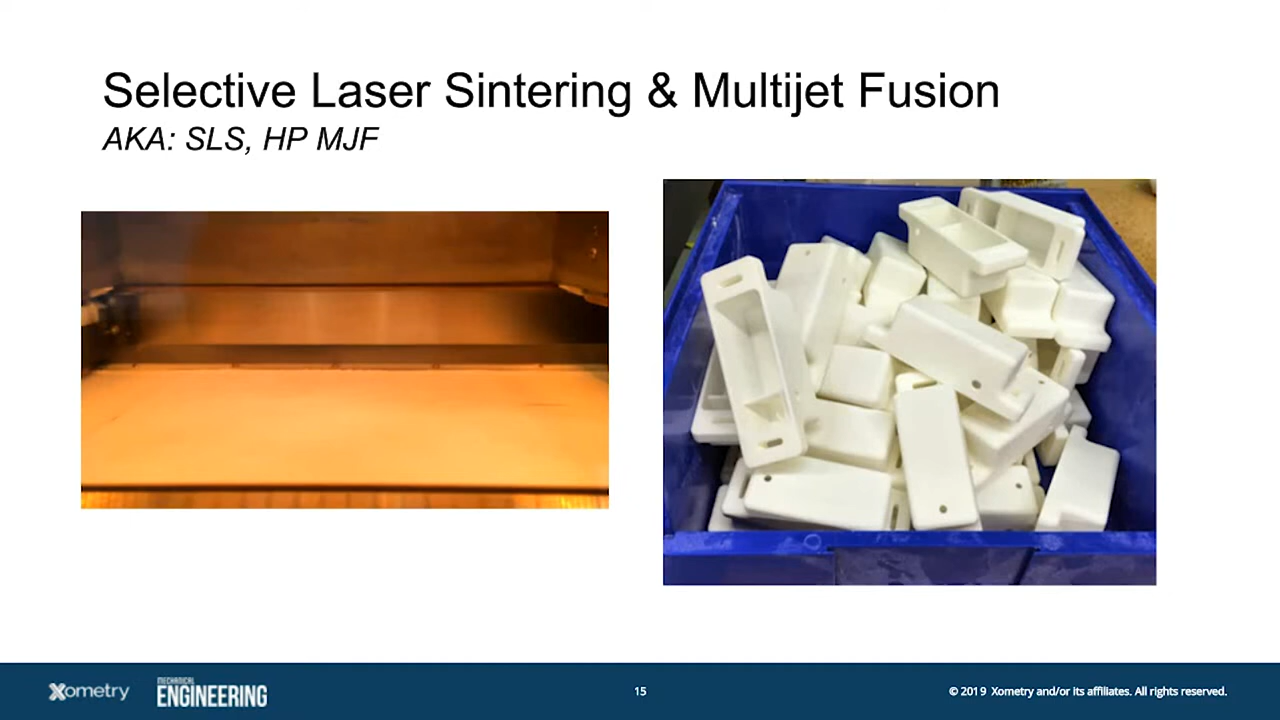 Selective Laser Sintering & Multijet Fusion
AKA: SLS, HP MJF
Xometry
MECHANICAL
ENGINEERING
15
© 2019 Xometry and/or its affiliates. All rights reserved.